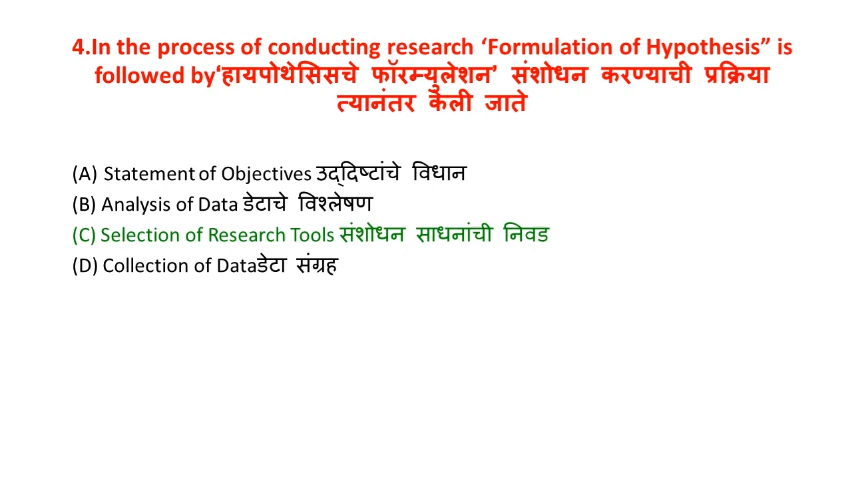 4.In the process of conducting research ‘Formulation of Hypothesis” is
followed by‘हायपोथेसिसचे फॉरम्युलेशन’ संशोधन करण्याची प्रक्रिया
त्यानंतर केली जाते
(A) Statement of Objectives उद्दिष्टांचे विधान
(B) Analysis of Data डेटाचे विश्लेषण
(C) Selection of Research Tools संशोधन साधनांची निवड
(D) Collection of Dataडेटा संग्रह